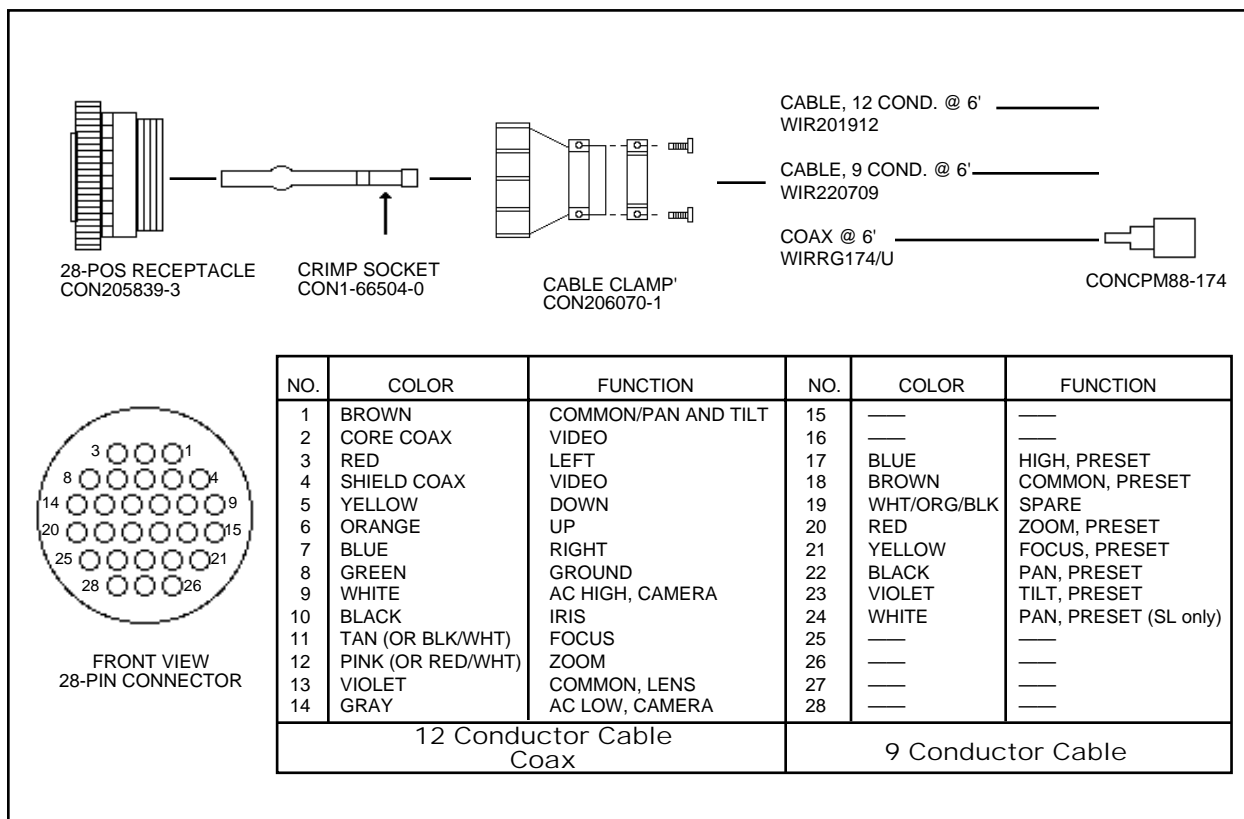 CABLE, 12 COND. @ 6'
WIR201912
CABLE, 9 COND. @ 6'
WIR220709
COAX @ 6'
WIRRG174/U
28-POS RECEPTACLE
CON205839-3
CRIMP SOCKET
CON1-66504-0
CABLE CLAMP'
CON206070-1
CONCPM88-174
3 1
8 4
14 9
20 15
25 21
28 26
FRONT VIEW
28-PIN CONNECTOR
NO. COLOR FUNCTION NO. COLOR FUNCTION
1 BROWN COMMON/PAN AND TILT 15 —— ——
2 CORE COAX VIDEO 16 —— ——
3 RED LEFT 17 BLUE HIGH, PRESET
4 SHIELD COAX VIDEO 18 BROWN COMMON, PRESET
5 YELLOW DOWN 19 WHT/ORG/BLK SPARE
6 ORANGE UP 20 RED ZOOM, PRESET
7 BLUE RIGHT 21 YELLOW FOCUS, PRESET
8 GREEN GROUND 22 BLACK PAN, PRESET
9 WHITE AC HIGH, CAMERA 23 VIOLET TILT, PRESET
10 BLACK IRIS 24 WHITE PAN, PRESET (SL only)
11 TAN (OR BLK/WHT) FOCUS 25 —— ——
12 PINK (OR RED/WHT) ZOOM 26 —— ——
13 VIOLET COMMON, LENS 27 —— ——
14 GRAY AC LOW, CAMERA 28 —— ——
12 Conductor Cable
Coax
9 Conductor Cable